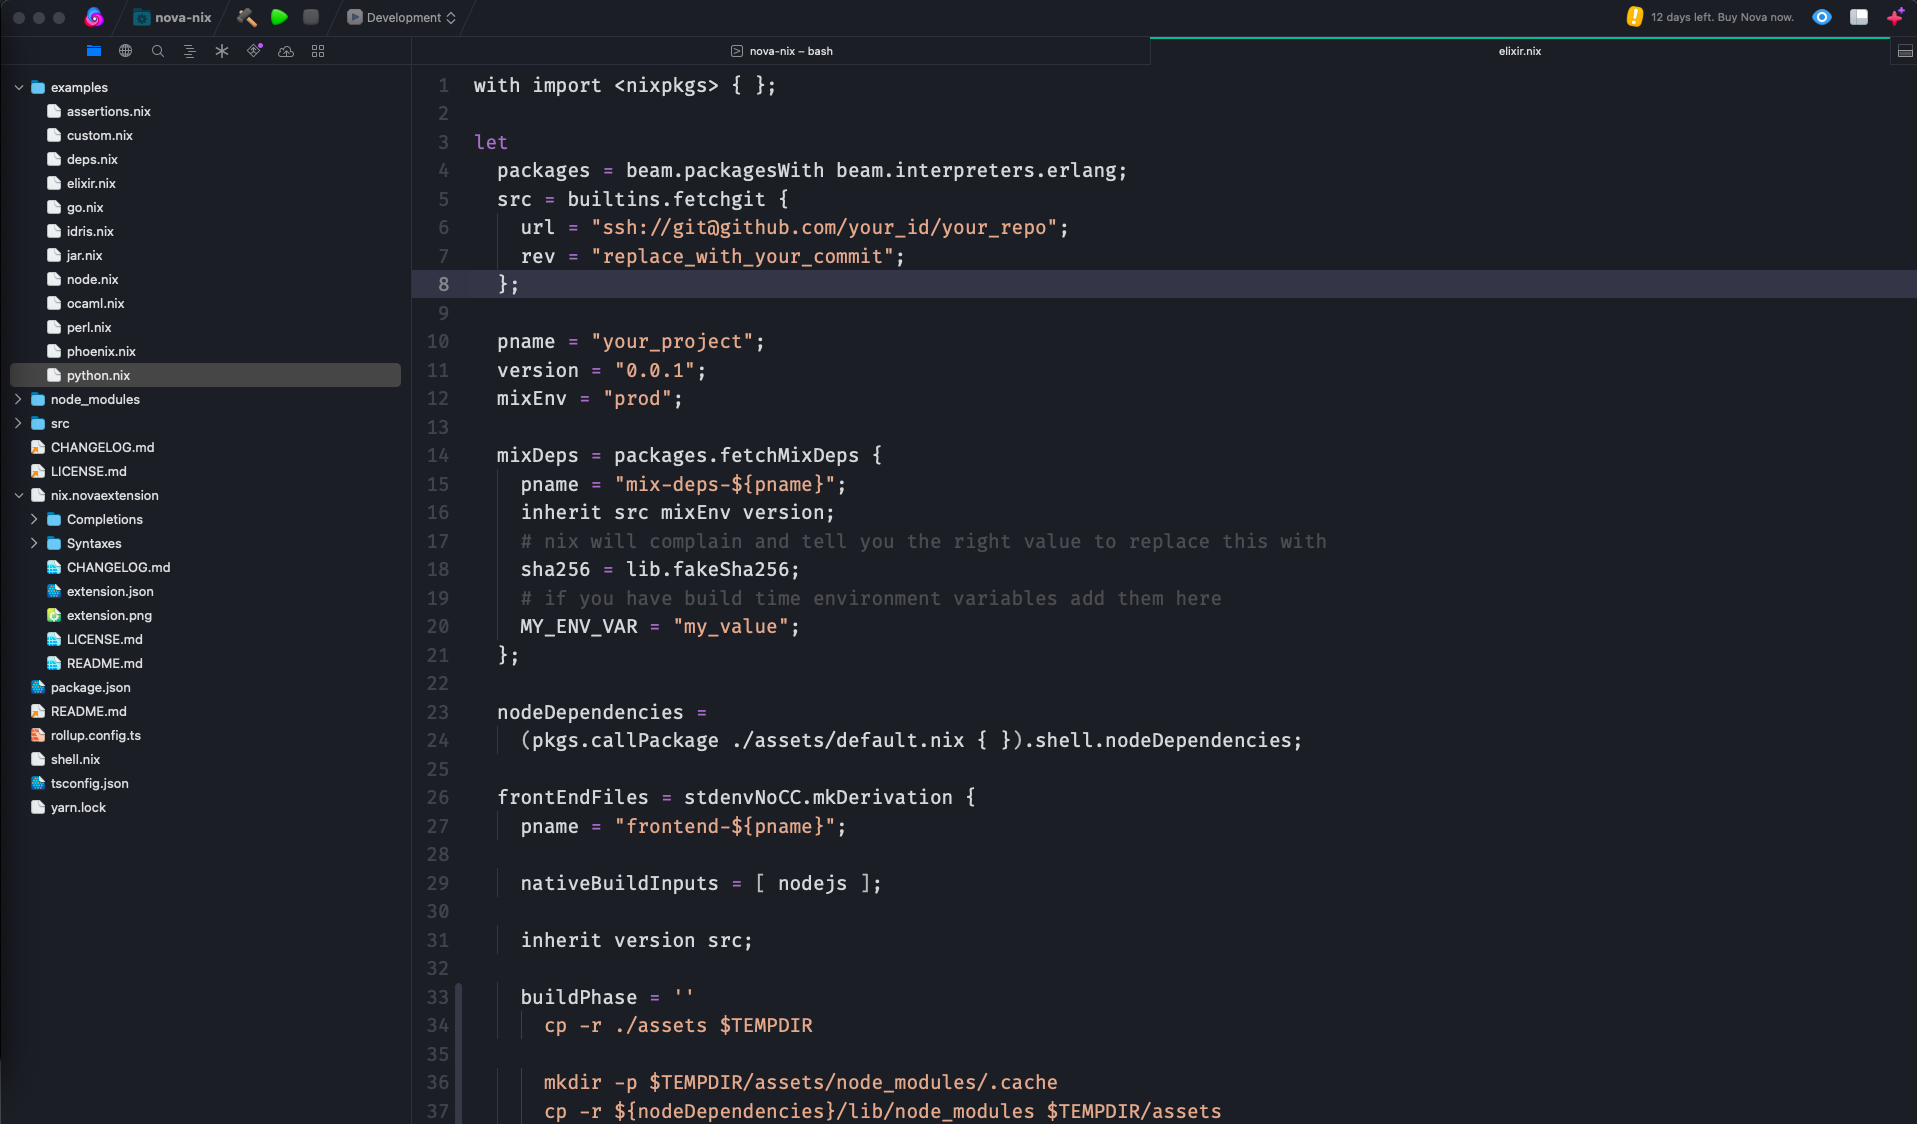 nova-nix
Development
12 days left. Buy Nova now.
nova-nix – bash
elixir.nix
examples
assertions.nix
custom.nix
deps.nix
elixir.nix
go.nix
idris.nix
jar.nix
node.nix
ocaml.nix
perl.nix
phoenix.nix
python.nix
node_modules
src
CHANGELOG.md
LICENSE.md
nix.novaextension
Completions
Syntaxes
CHANGELOG.md
extension.json
extension.png
LICENSE.md
README.md
package.json
README.md
rollup.config.ts
shell.nix
tsconfig.json
yarn.lock
1 with import <nixpkgs> { };
2
3 let
4 packages = beam.packagesWith beam.interpreters.erlang;
5 src = builtins.fetchgit {
6 url = "ssh://git@github.com/your_id/your_repo";
7 rev = "replace_with_your_commit";
8 };
9
10 pname = "your_project";
11 version = "0.0.1";
12 mixEnv = "prod";
13
14 mixDeps = packages.fetchMixDeps {
15 pname = "mix-deps-${pname}";
16 inherit src mixEnv version;
17 # nix will complain and tell you the right value to replace this with
18 sha256 = lib.fakeSha256;
19 # if you have build time environment variables add them here
20 MY_ENV_VAR = "my_value";
21 };
22
23 nodeDependencies =
24 (pkgs.callPackage ./assets/default.nix { }).shell.nodeDependencies;
25
26 frontEndFiles = stdenvNoCC.mkDerivation {
27 pname = "frontend-${pname}";
28
29 nativeBuildInputs = [ nodejs ];
30
31 inherit version src;
32
33 buildPhase = ''
34 cp -r ./assets $TEMPDIR
35
36 mkdir -p $TEMPDIR/assets/node_modules/.cache
37 cp -r ${nodeDependencies}/lib/node_modules $TEMPDIR/assets